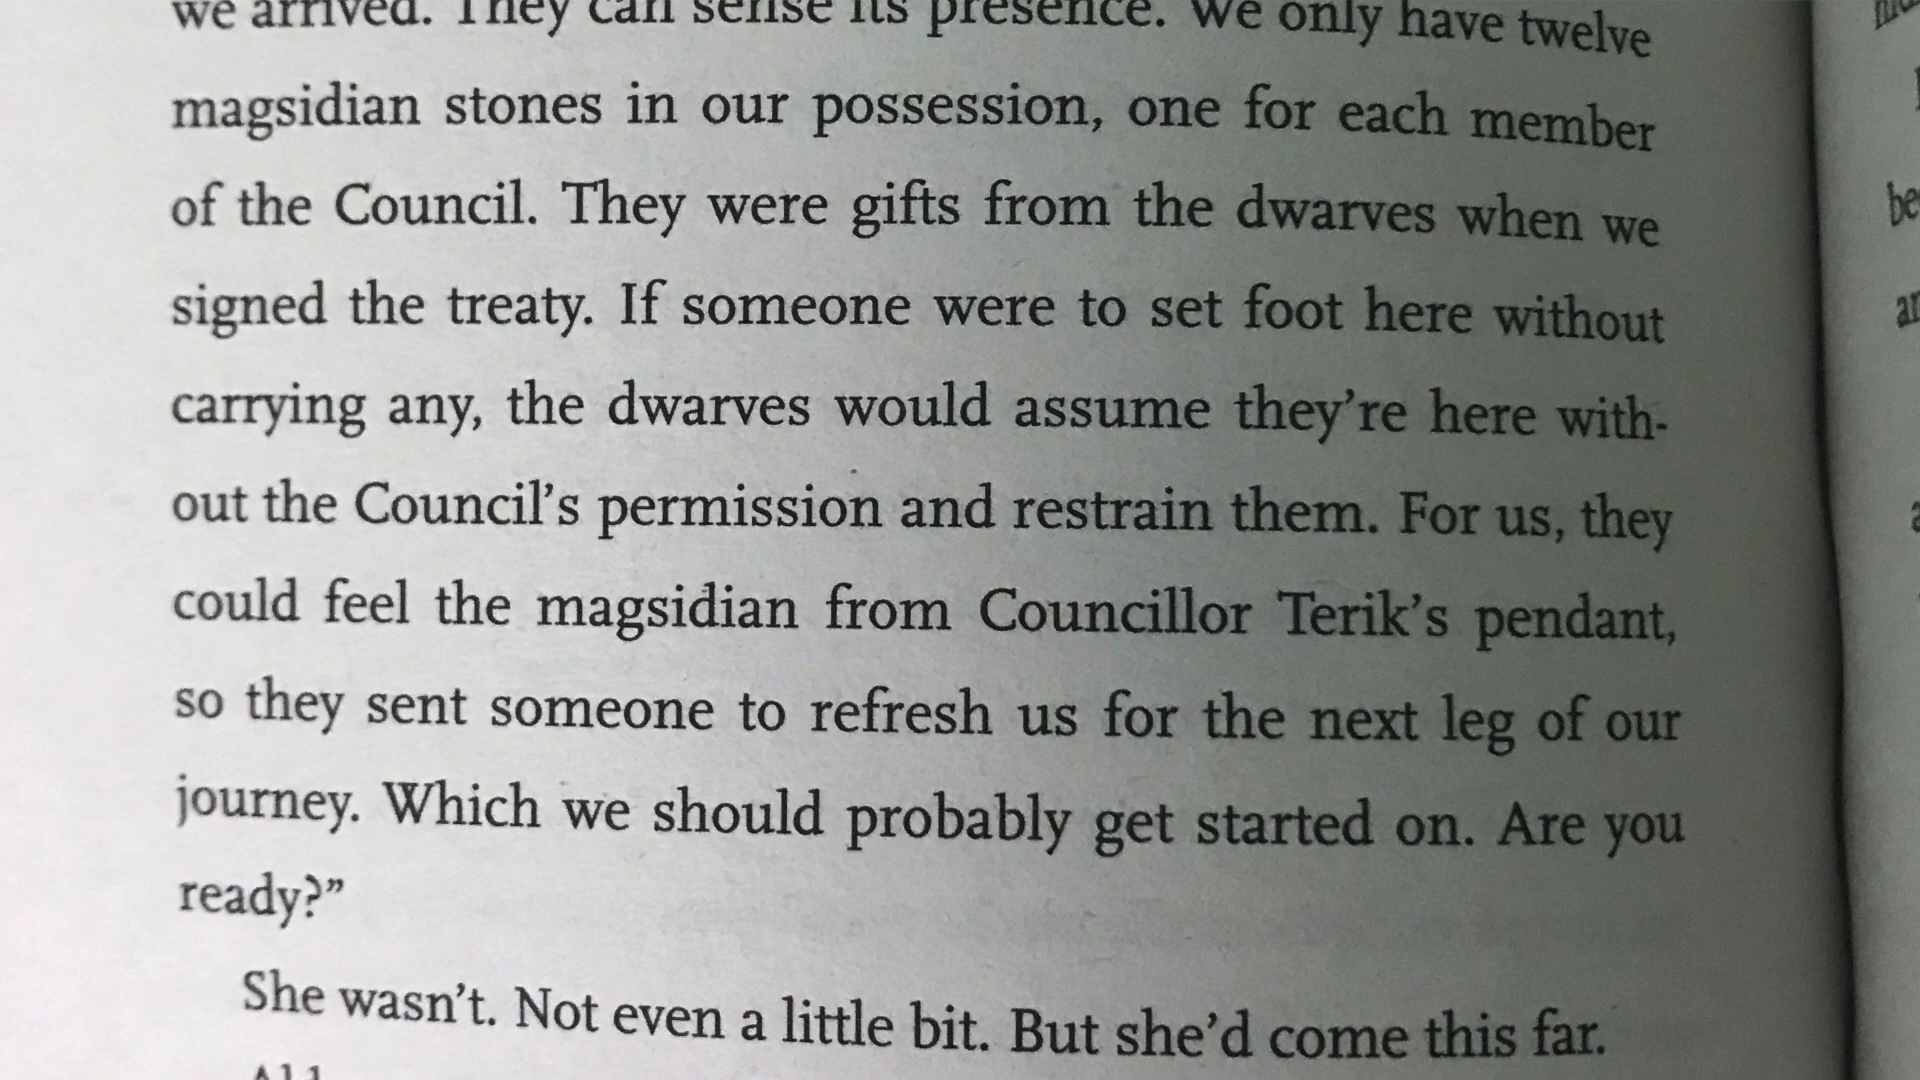 we arrived. They can sense its presence. We only have twelve
magsidian stones in our possession, one for each member
of the Council. They were gifts from the dwarves when we
signed the treaty. If someone were to set foot here without
carrying any, the dwarves would assume they're here with-
out the Council's permission and restrain them. For us, they
could feel the magsidian from Councillor Terik's pendant,
so they sent someone to refresh us for the next leg of our
journey. Which we should probably get started on. Are you
ready?”
She wasn't. Not even a little bit. But she'd come this far.